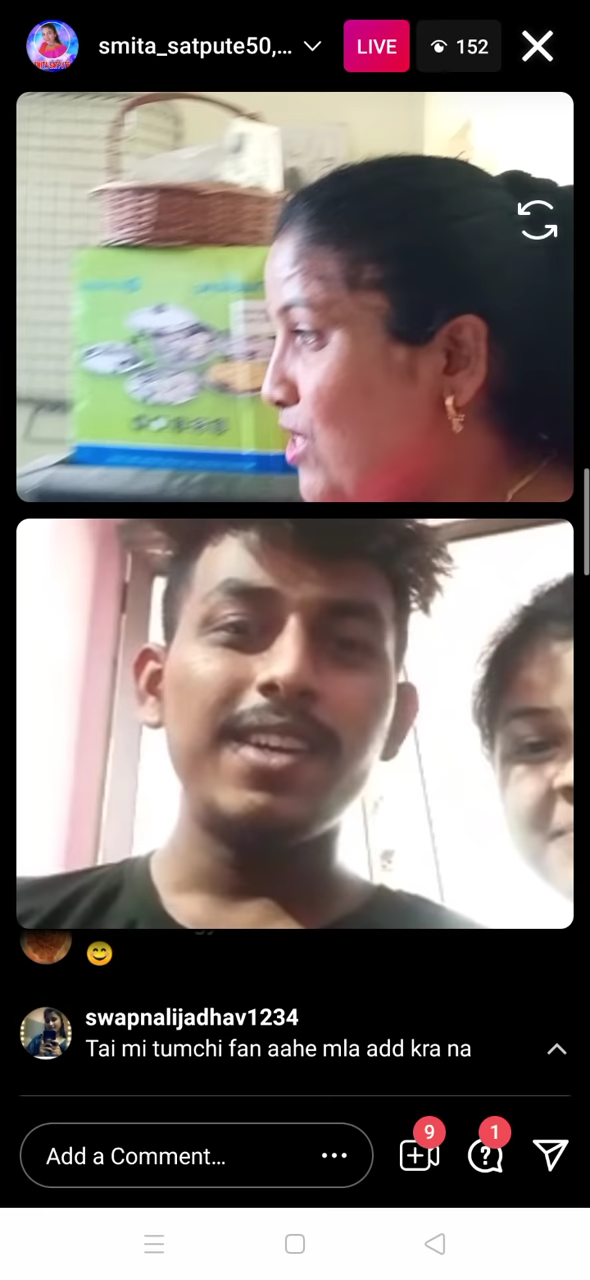 smita_satpute50,...
LIVE
152
swapnalijadhav1234
Tai mi tumchi fan aahe mla add kra na
Add a Comment...
9
1